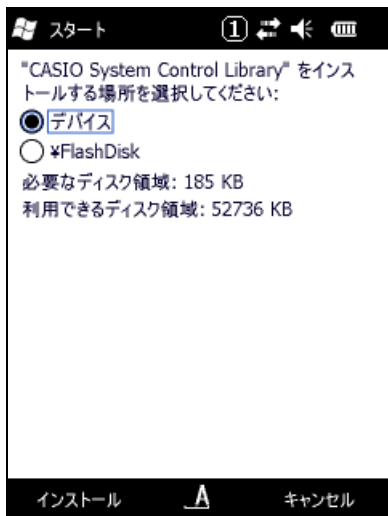 スタート ①
"CASIO System Control Library" をインス
トールする場所を選択してください:
デバイス
¥FlashDisk
必要なディスク領域: 185 KB
利用できるディスク領域: 52736 KB
インストール A キャンセル